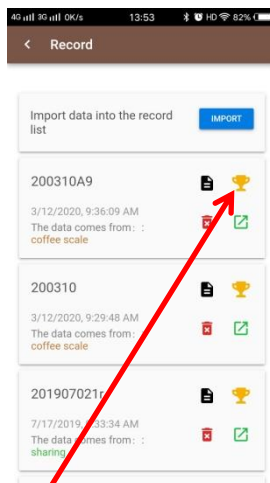 4G 3G 0K/s 13:53 HD 82%
< Record
Import data into the record
list
IMPORT
200310A9
3/12/2020, 9:36:09 AM
The data comes from: :
coffee scale
200310
3/12/2020, 9:29:48 AM
The data comes from: :
coffee scale
201907021r
7/17/2019, :33:34 AM
The data comes from: :
sharing